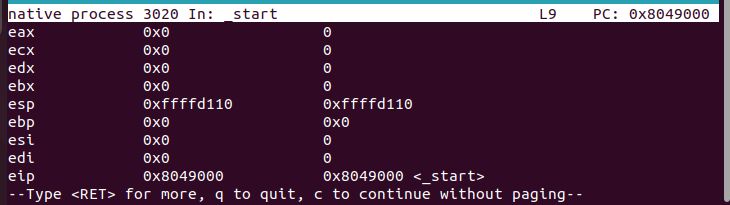 native process 3020 In: _start L9 PC: 0x8049000
eax 0x0 0
ecx 0x0 0
edx 0x0 0
ebx 0x0 0
esp 0xffffd110 0xffffd110
ebp 0x0 0x0
esi 0x0 0
edi 0x0 0
eip 0x8049000 0x8049000 <_start>
--Type <RET> for more, q to quit, c to continue without paging--